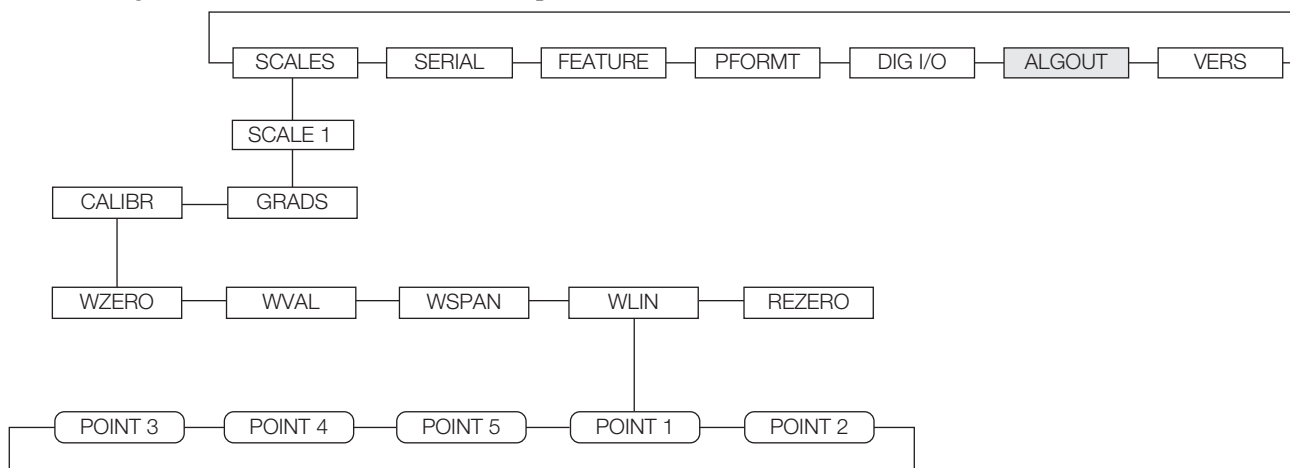 SCALES SERIAL FEATURE PFORMT DIG I/O ALGOUT VERS
SCALE 1
CALIBR GRADS
WZERO WVAL WSPAN WLIN REZERO
POINT 3 POINT 4 POINT 5 POINT 1 POINT 2